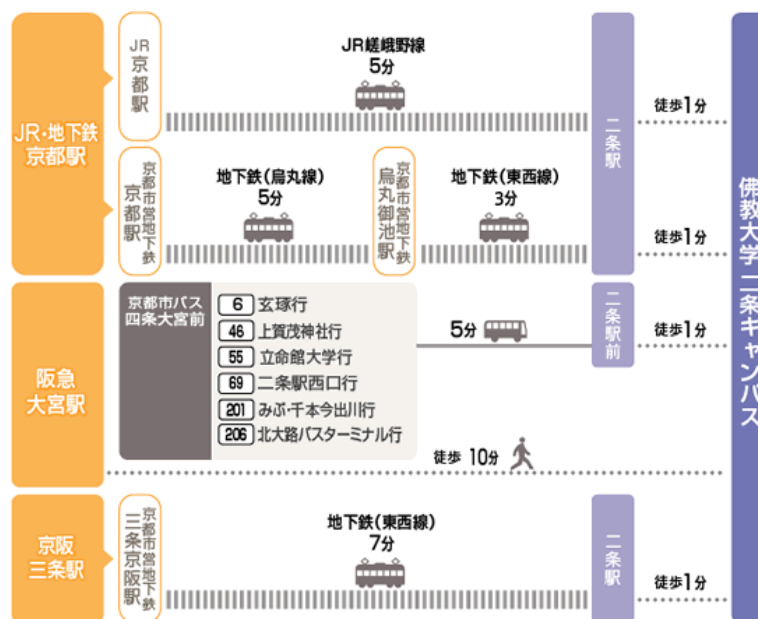 JR・地下鉄
京都駅
JR京都駅
JR嵯峨野線
5分
二条駅
徒歩1分
京都市営地下鉄
京都駅
地下鉄(烏丸線)
5分
京都市営地下鉄
烏丸御池駅
地下鉄(東西線)
3分
徒歩1分
佛教大学 二条キャンパス
阪急
大宮駅
京都市バス
四条大宮前
6 玄琢行
46 上賀茂神社行
55 立命館大学行
69 二条駅西口行
201 みぶ・千本今出川行
206 北大路バスターミナル行
5分
二条駅前
徒歩1分
徒歩 10分
京阪
三条駅
京都市営地下鉄
三条京阪駅
地下鉄(東西線)
7分
二条駅
徒歩1分